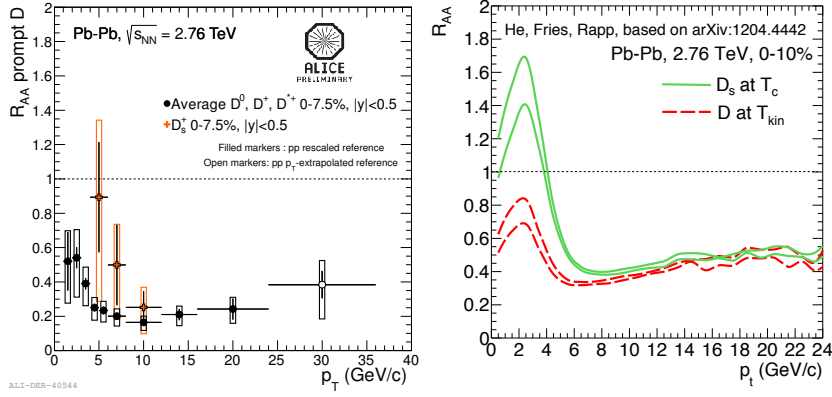 R_AA prompt D
2
1.8
1.6
1.4
1.2
1
0.8
0.6
0.4
0.2
0
Pb-Pb, √s_NN = 2.76 TeV
ALICE
PRELIMINARY
Average D⁰, D⁺, D*⁺ 0-7.5%, |y|<0.5
D_s⁺ 0-7.5%, |y|<0.5
Filled markers : pp rescaled reference
Open markers: pp p_T-extrapolated reference
0 5 10 15 20 25 30 35 40
p_T (GeV/c)
ALI-DER-40544
R_AA
2
1.8
1.6
1.4
1.2
1
0.8
0.6
0.4
0.2
0
He, Fries, Rapp, based on arXiv:1204.4442
Pb-Pb, 2.76 TeV, 0-10%
D_s at T_c
D at T_kin
0 2 4 6 8 10 12 14 16 18 20 22 24
p_t (GeV/c)